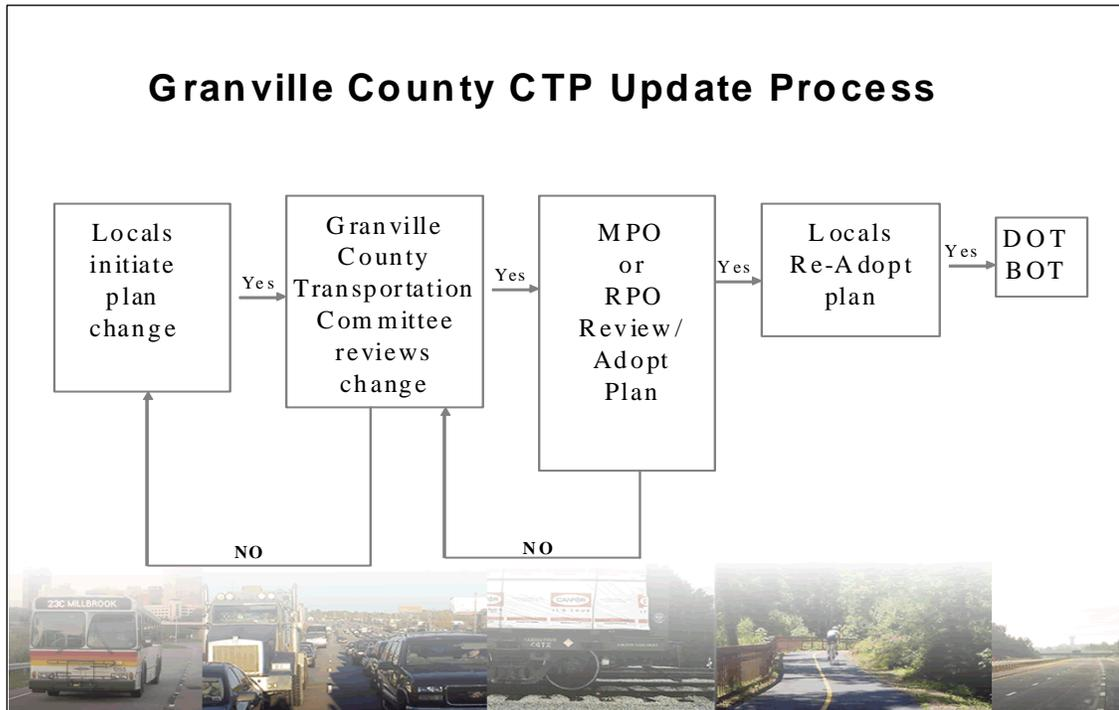 Granville County CTP Update Process
Locals
initiate
plan
change
Yes
Granville
County
Transportation
Committee
reviews
change
Yes
MPO
or
RPO
Review/
Adopt
Plan
Yes
Locals
Re-Adopt
plan
Yes
DOT
BOT
NO
NO
23C MILLBROOK
CANFOR